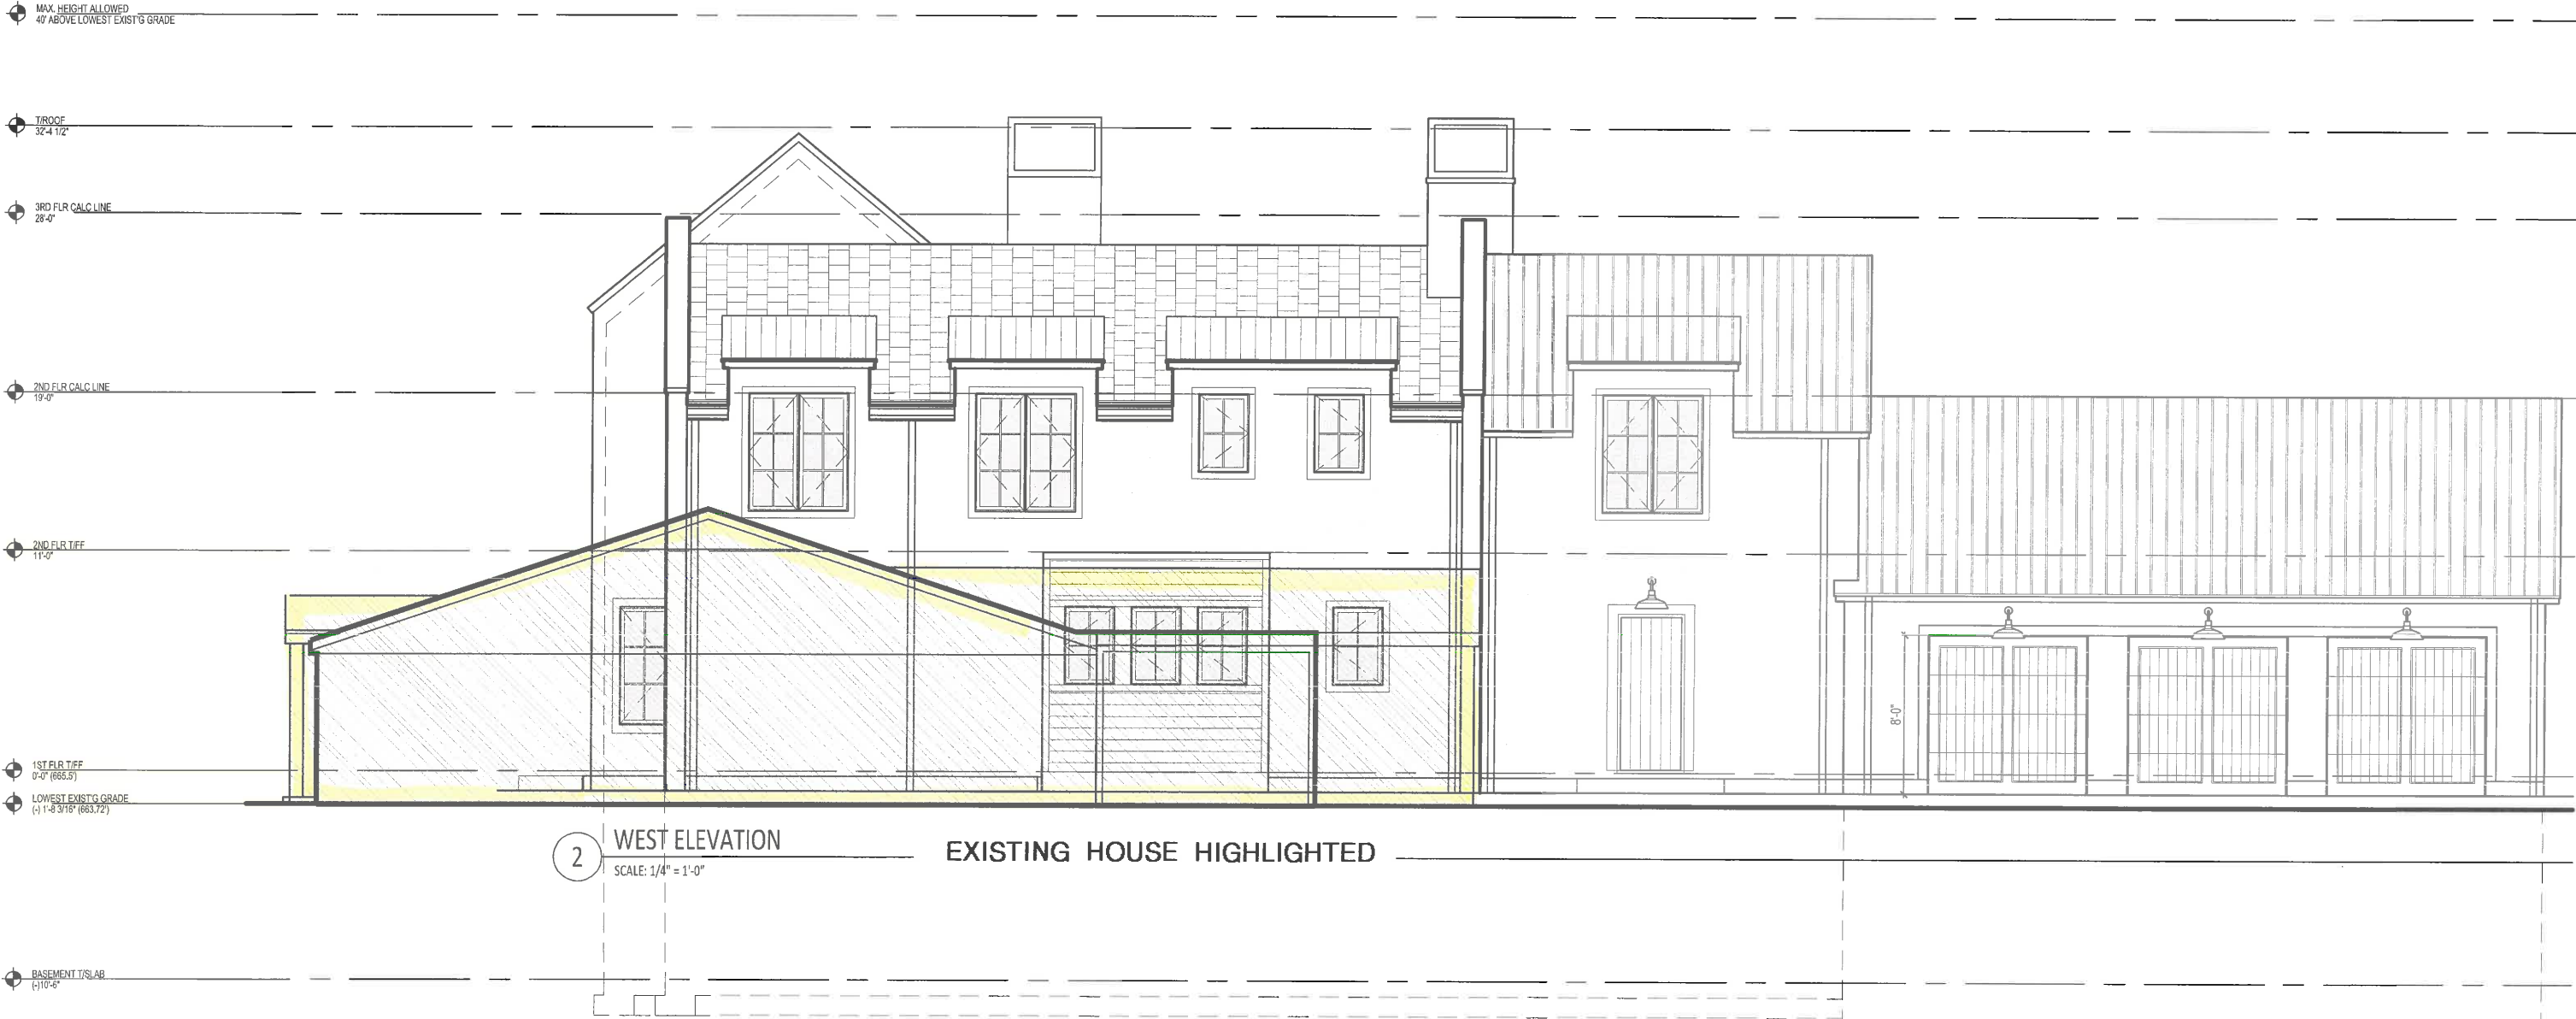 MAX. HEIGHT ALLOWED
40' ABOVE LOWEST EXIST'G GRADE
T/ROOF
32'-4 1/2"
3RD FLR CALC LINE
28'-0"
2ND FLR CALC LINE
19'-0"
2ND FLR T/FF
11'-0"
1ST FLR T/FF
0'-0" (665.5')
LOWEST EXIST'G GRADE
(-) 1'-8 3/16" (663.72')
8'-0"
2
WEST ELEVATION
SCALE: 1/4" = 1'-0"
EXISTING HOUSE HIGHLIGHTED
BASEMENT T/SLAB
(-)10'-6"